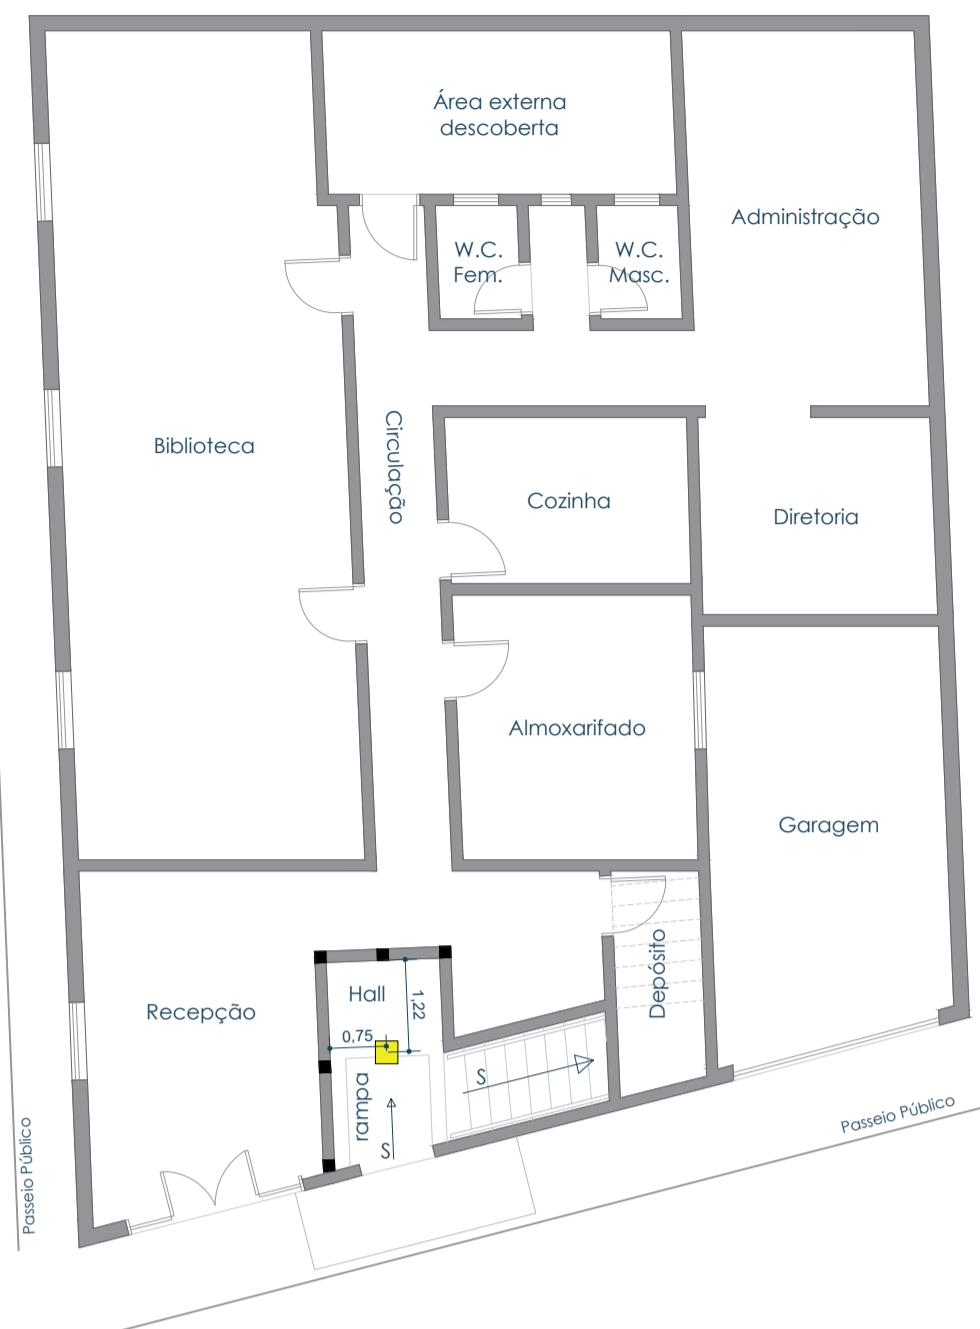 Área externa
descoberta
Administração
W.C.
Fem.
W.C.
Masc.
Biblioteca
Circulação
Cozinha
Diretoria
Almoxarifado
Garagem
Depósito
Hall
1,22
Recepção
0,75
rampa
S
S
Passeio Público
Passeio Público